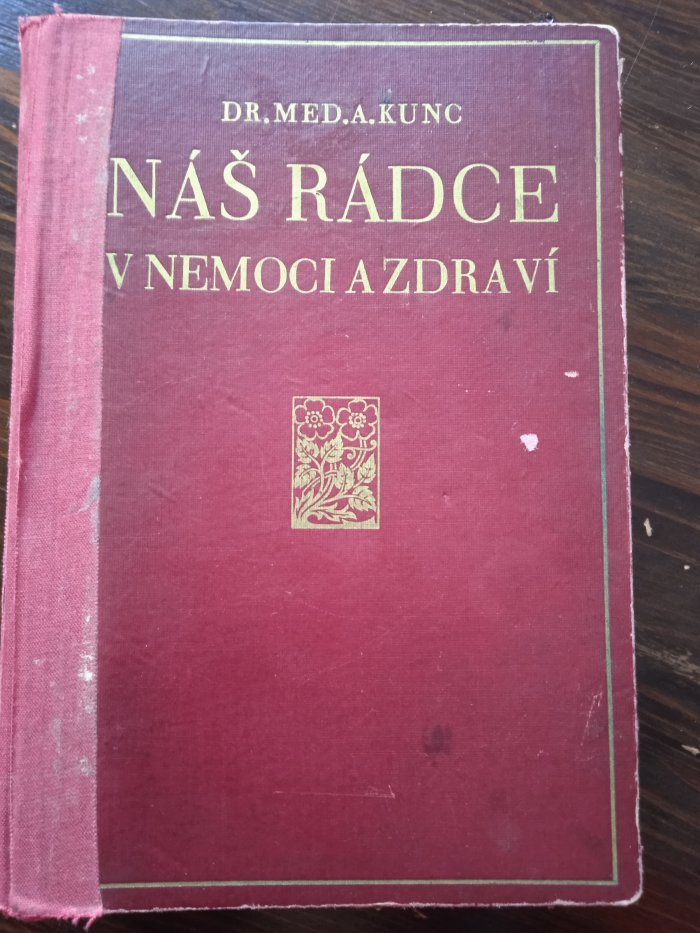 DR. MED. A. KUNC
NÁŠ RÁDCE
V NEMOCI A ZDRAVÍ